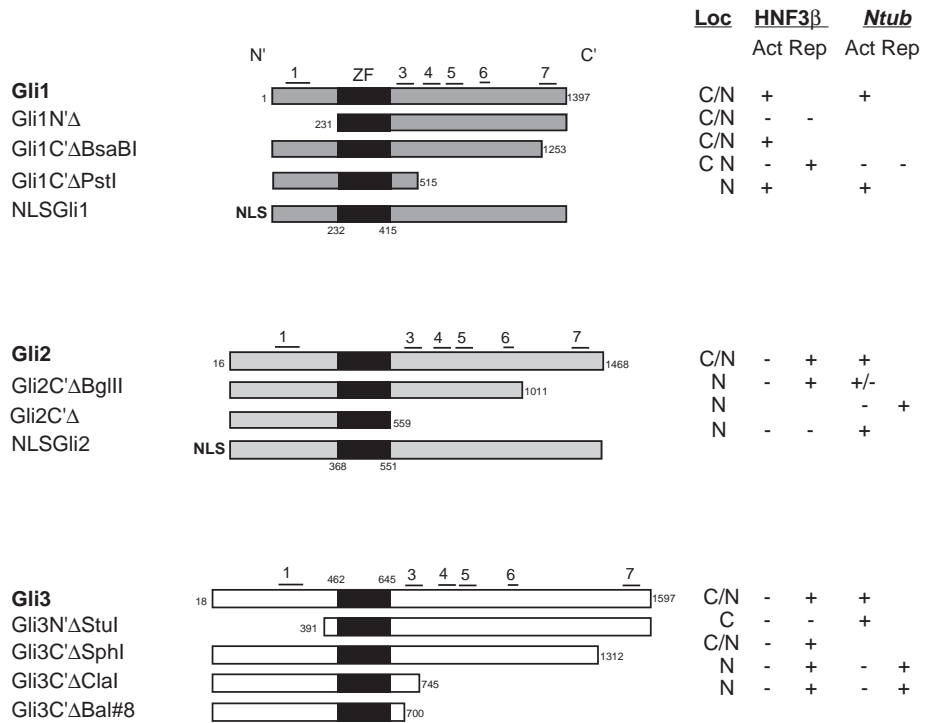 Loc HNF3β Ntub
Act Rep Act Rep
N' C'
1 ZF 3 4 5 6 7
Gli1 1 1397 C/N + +
Gli1N'Δ 231 C/N - -
Gli1C'ΔBsaBI 1253 C/N +
C N - + - -
Gli1C'ΔPstI 515
N + +
NLSGli1 NLS
232 415
1 3 4 5 6 7
Gli2 16 1468 C/N - + +
Gli2C'ΔBglII 1011 N - + +/-
Gli2C'Δ 559 N - +
NLSGli2 NLS N - - +
368 551
1 462 645 3 4 5 6 7
Gli3 18 1597 C/N - + +
Gli3N'ΔStuI 391 C - - +
Gli3C'ΔSphI 1312 C/N - +
Gli3C'ΔClaI 745 N - + - +
N - + - +
Gli3C'ΔBal#8 700